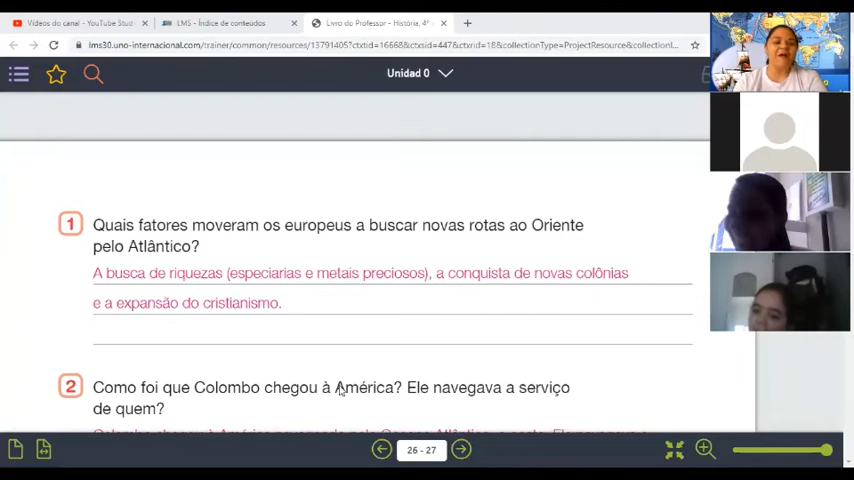 Vídeos do canal - YouTube Stud
LMS - Índice de conteúdos
Livro do Professor - História, 4º
lms30.uno-internacional.com/trainer/common/resources/13791405?ctxtid=16668&ctxsid=447&ctxrid=18&collectionType=ProjectResource&collectionI...
Unidad 0
1
Quais fatores moveram os europeus a buscar novas rotas ao Oriente
pelo Atlântico?
A busca de riquezas (especiarias e metais preciosos), a conquista de novas colônias
e a expansão do cristianismo.
2
Como foi que Colombo chegou à América? Ele navegava a serviço
de quem?
26 - 27